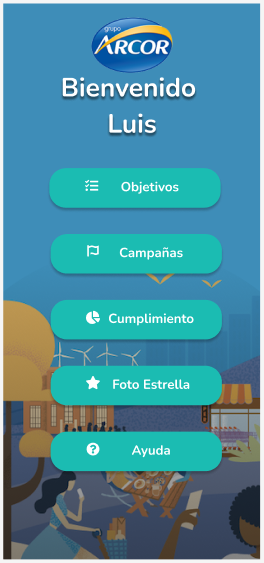 grupo
ARCOR
Bienvenido
Luis
Objetivos
Campañas
Cumplimiento
Foto Estrella
Ayuda